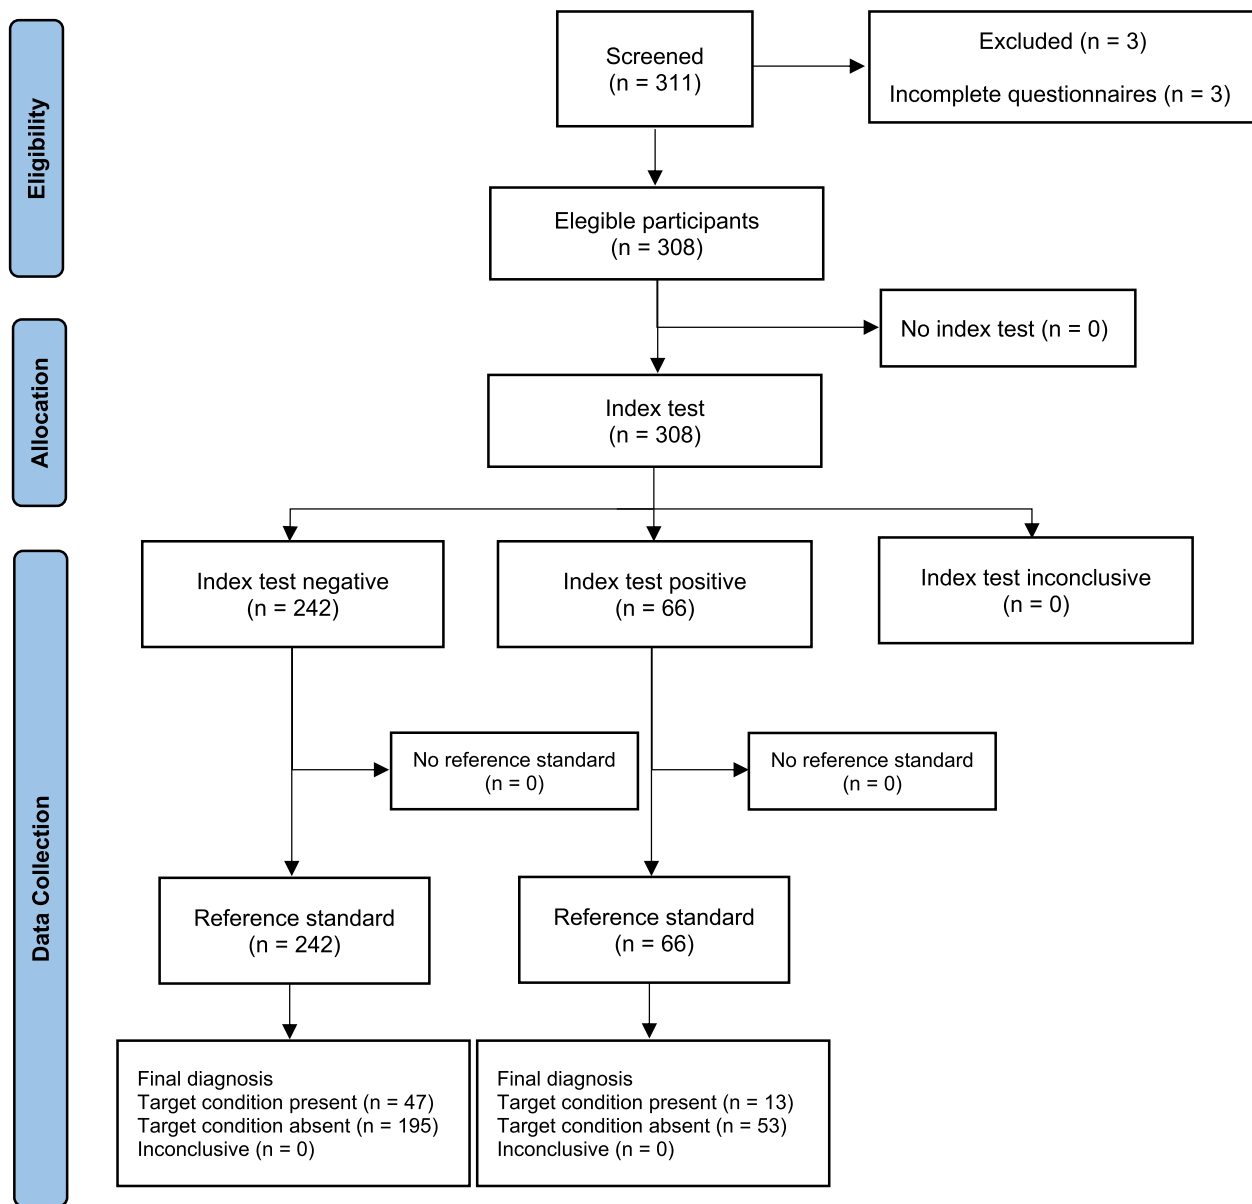 Eligibility
Screened
(n = 311)
Excluded (n = 3)
Incomplete questionnaires (n = 3)
Elegible participants
(n = 308)
Allocation
No index test (n = 0)
Index test
(n = 308)
Data Collection
Index test negative
(n = 242)
Index test positive
(n = 66)
Index test inconclusive
(n = 0)
No reference standard
(n = 0)
No reference standard
(n = 0)
Reference standard
(n = 242)
Reference standard
(n = 66)
Final diagnosis
Target condition present (n = 47)
Target condition absent (n = 195)
Inconclusive (n = 0)
Final diagnosis
Target condition present (n = 13)
Target condition absent (n = 53)
Inconclusive (n = 0)